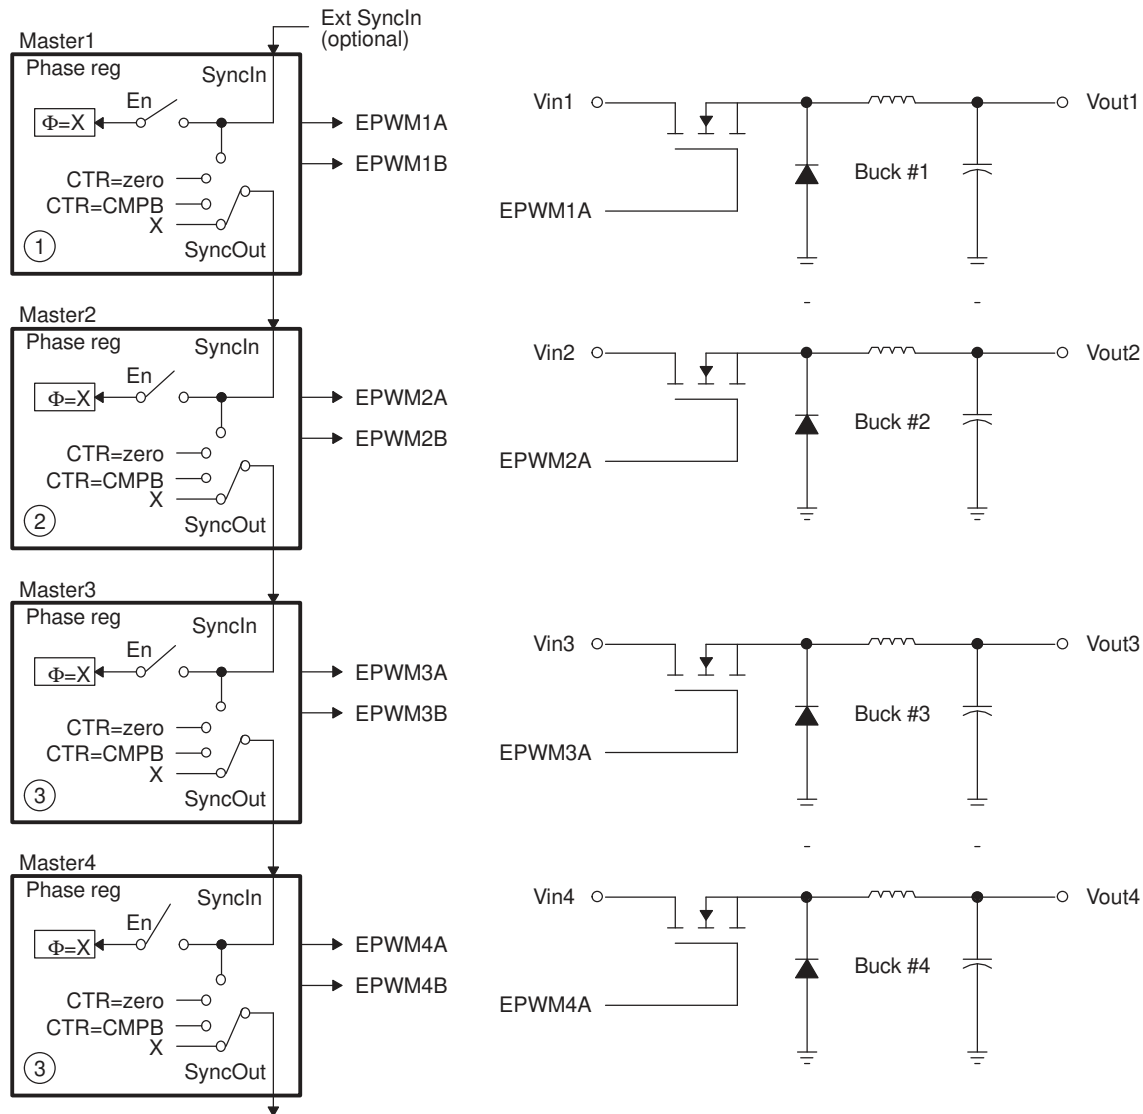 Ext SyncIn
(optional)
Master1
Phase reg
SyncIn
En
Φ=X
EPWM1A
EPWM1B
CTR=zero
CTR=CMPB
X
SyncOut
1
Master2
Phase reg
SyncIn
En
Φ=X
EPWM2A
EPWM2B
CTR=zero
CTR=CMPB
X
SyncOut
2
Master3
Phase reg
SyncIn
En
Φ=X
EPWM3A
EPWM3B
CTR=zero
CTR=CMPB
X
SyncOut
3
Master4
Phase reg
SyncIn
En
Φ=X
EPWM4A
EPWM4B
CTR=zero
CTR=CMPB
X
SyncOut
3
Vin1
Vout1
Buck #1
EPWM1A
Vin2
Vout2
Buck #2
EPWM2A
Vin3
Vout3
Buck #3
EPWM3A
Vin4
Vout4
Buck #4
EPWM4A